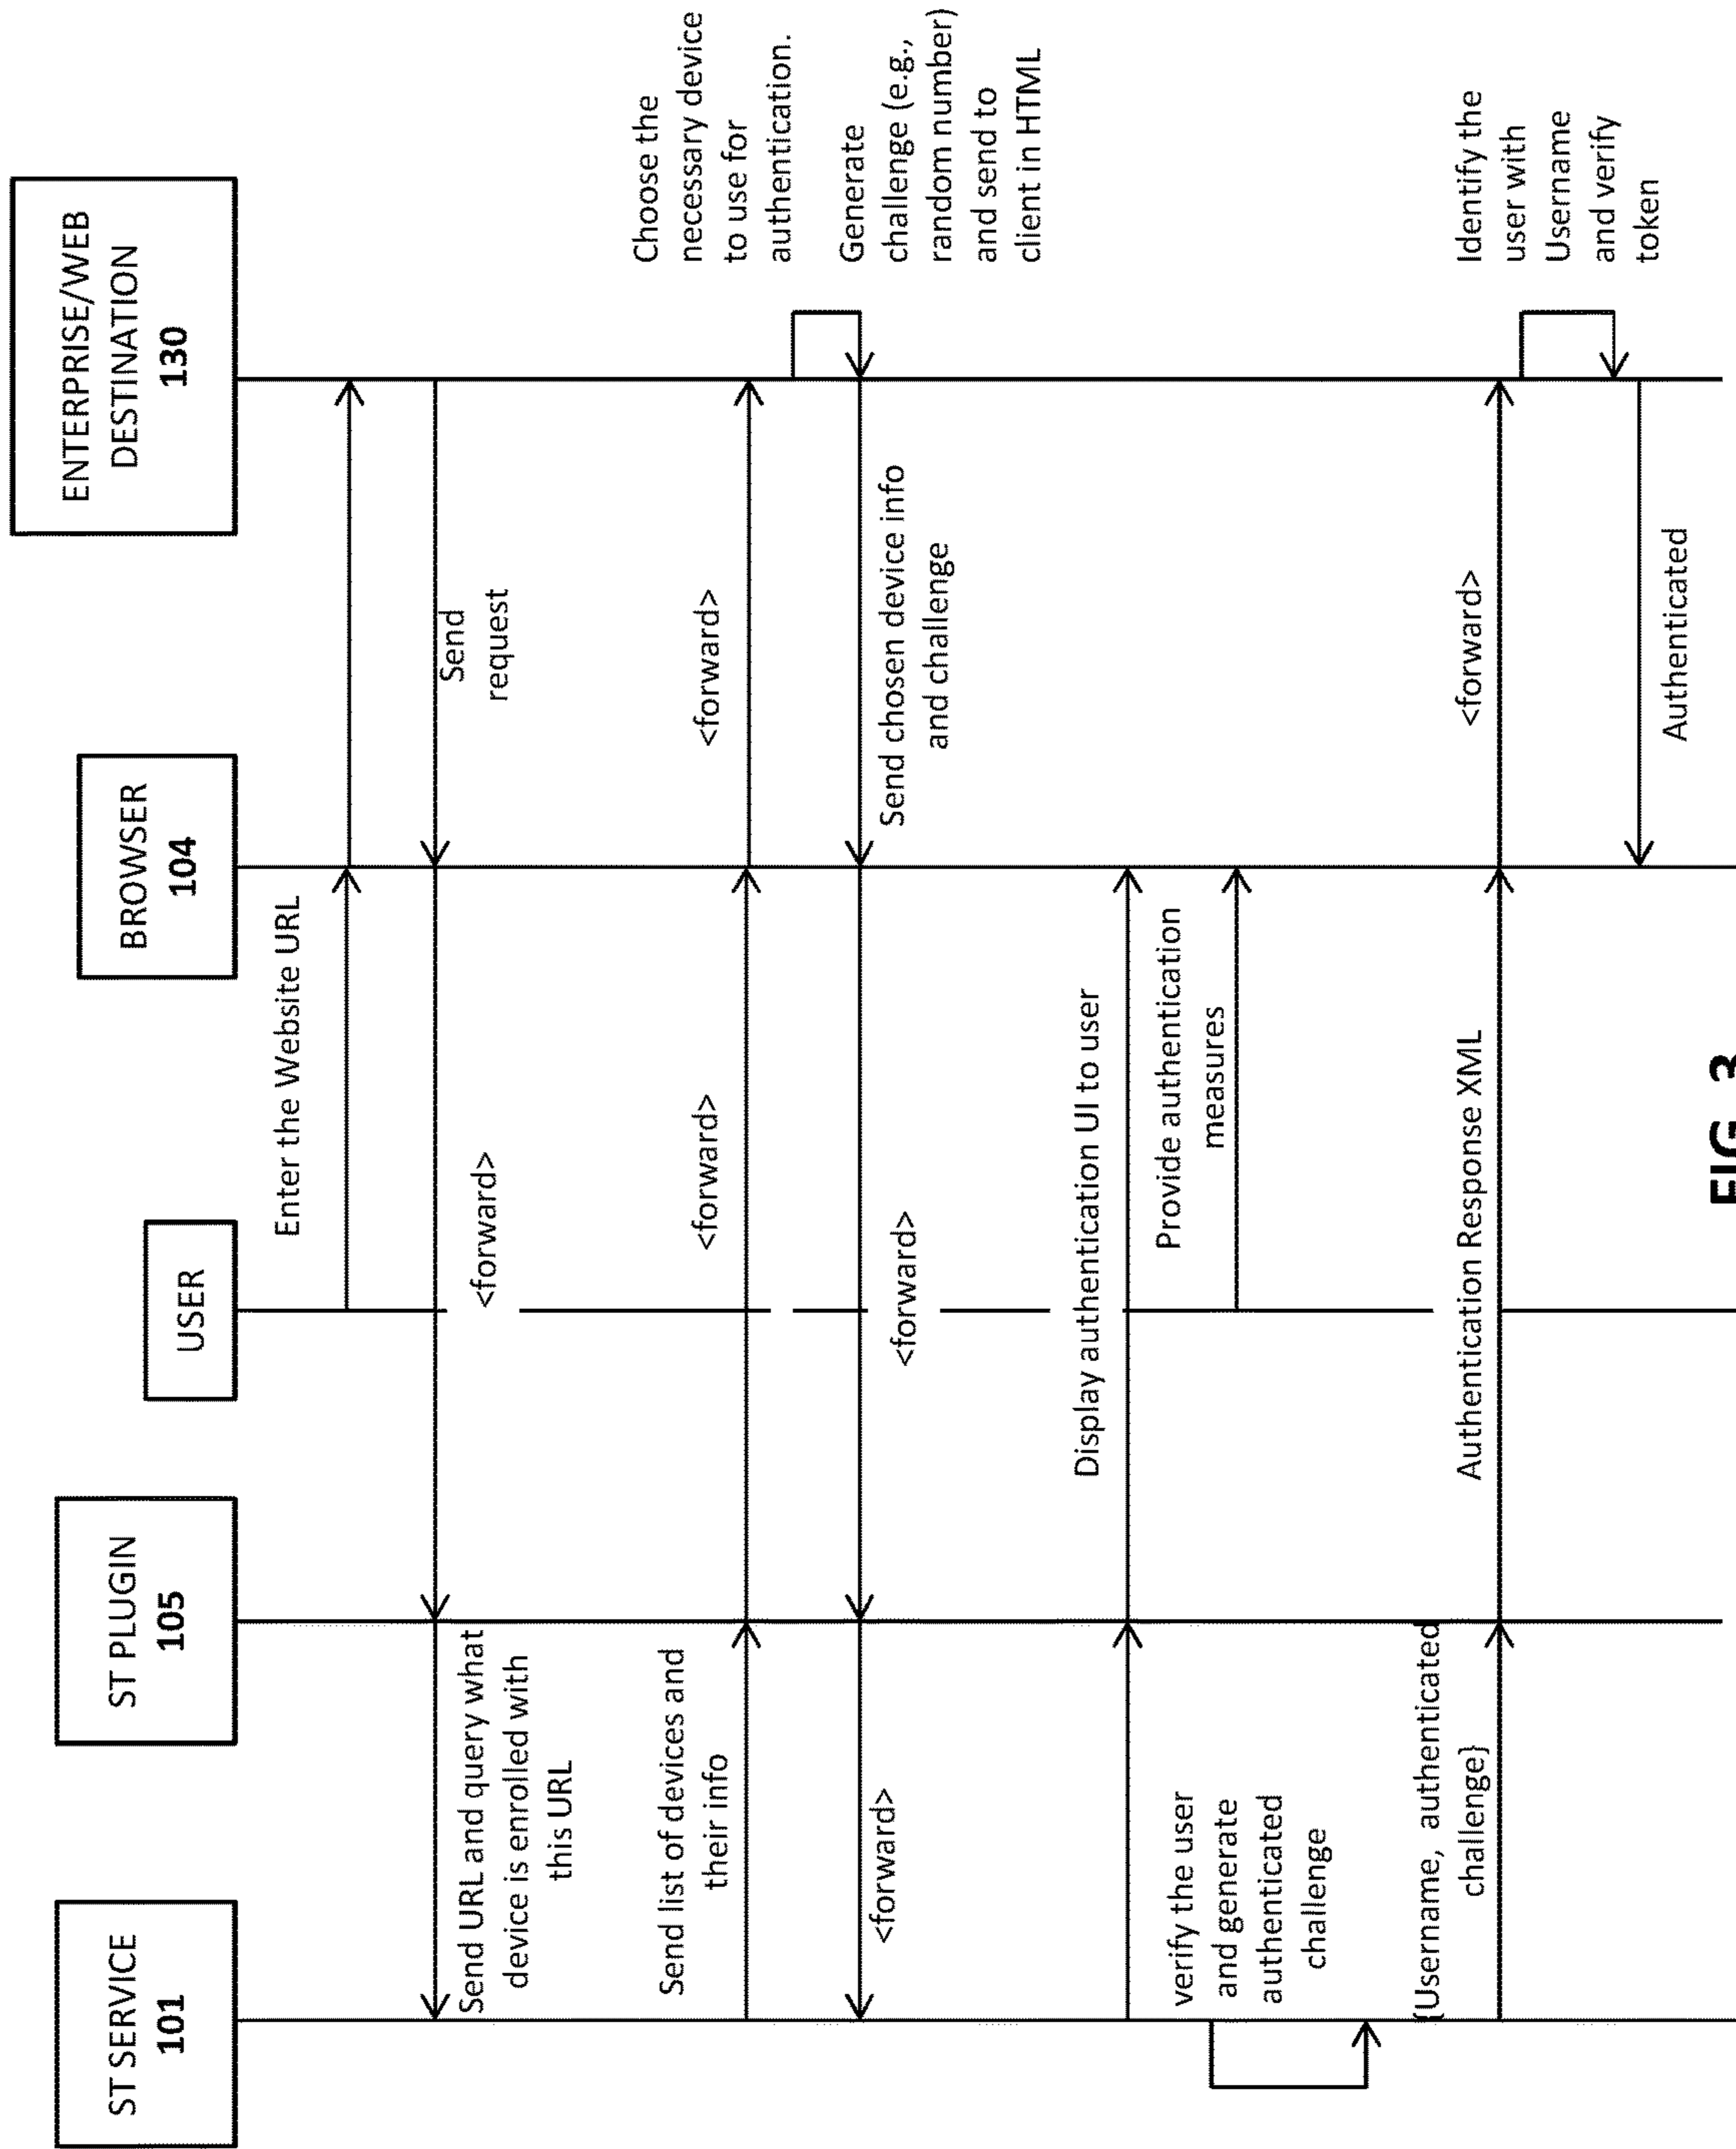 ST SERVICE
101
ST PLUGIN
105
USER
BROWSER
104
ENTERPRISE/WEB
DESTINATION
130
Enter the Website URL
Send
request
<forward>
Send URL and query what
device is enrolled with
this URL
Send list of devices and
their info
<forward>
<forward>
Choose the
necessary device
to use for
authentication.
Generate
challenge (e.g.,
random number)
and send to
client in HTML
Send chosen device info
and challenge
<forward>
<forward>
Display authentication UI to user
Provide authentication
measures
verify the user
and generate
authenticated
challenge
{Username, authenticated
challenge}
Authentication Response XML
<forward>
Identify the
user with
Username
and verify
token
Authenticated
FIG. 3